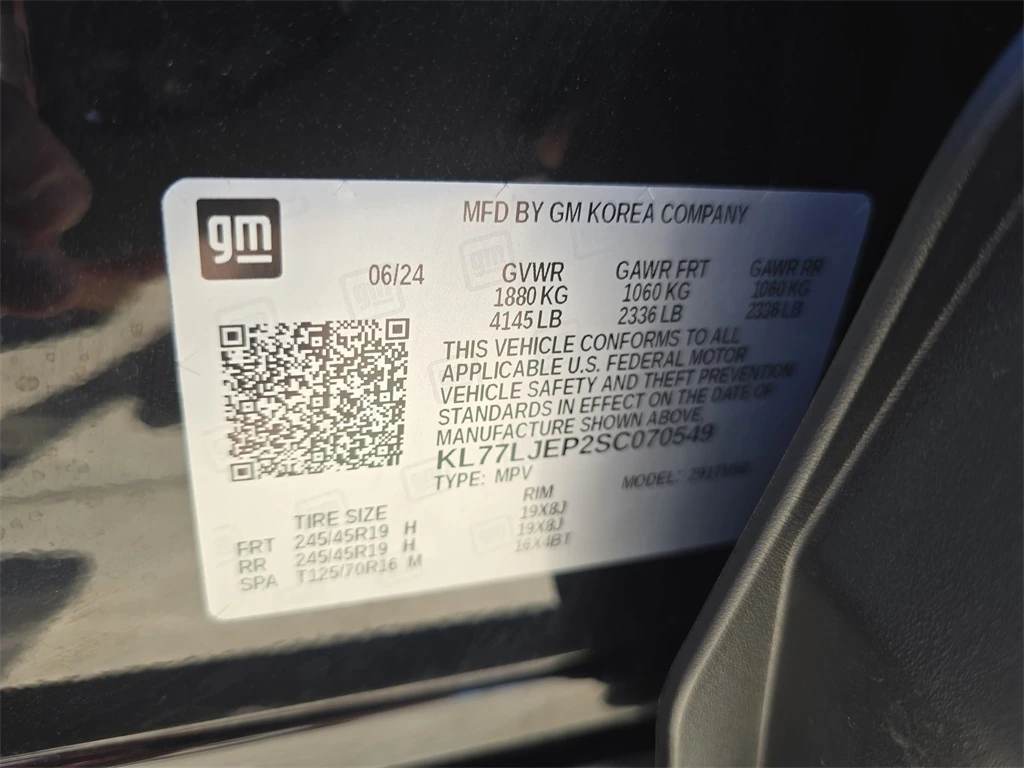 gm
MFD BY GM KOREA COMPANY
06/24 GVWR GAWR FRT GAWR RR
1880 KG 1060 KG 1060 KG
4145 LB 2336 LB 2336 LB
THIS VEHICLE CONFORMS TO ALL
APPLICABLE U.S. FEDERAL MOTOR
VEHICLE SAFETY AND THEFT PREVENTION
STANDARDS IN EFFECT ON THE DATE OF
MANUFACTURE SHOWN ABOVE.
KL77LJEP2SC070549
TYPE: MPV MODEL:
TIRE SIZE RIM
FRT 245/45R19 H 19X8J
RR 245/45R19 H 19X8J
SPA T125/70R16 M 16X4BT